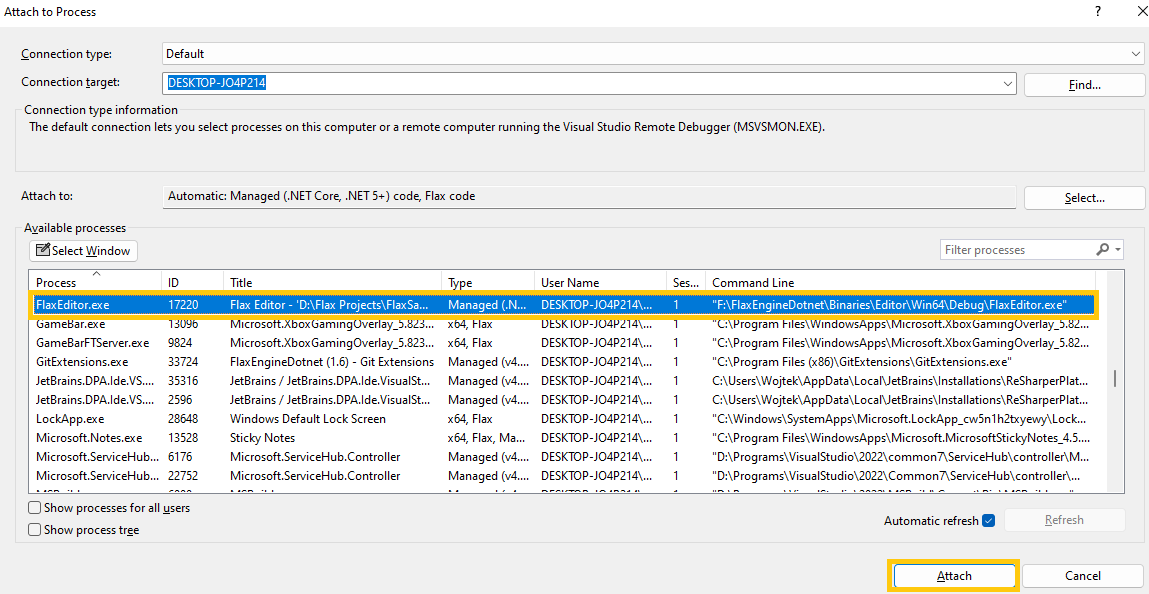 Attach to Process ?
Connection type: Default
Connection target: DESKTOP-JO4P214 Find...
Connection type information
The default connection lets you select processes on this computer or a remote computer running the Visual Studio Remote Debugger (MSVSMON.EXE).
Attach to: Automatic: Managed (.NET Core, .NET 5+) code, Flax code Select...
Available processes
Select Window Filter processes
Process ID Title Type User Name Ses... Command Line
FlaxEditor.exe 17220 Flax Editor - 'D:\Flax Projects\FlaxSa... Managed (.N... DESKTOP-JO4P214\... 1 "F:\FlaxEngineDotnet\Binaries\Editor\Win64\Debug\FlaxEditor.exe"
GameBar.exe 13096 Microsoft.XboxGamingOverlay_5.823... x64, Flax DESKTOP-JO4P214\... 1 "C:\Program Files\WindowsApps\Microsoft.XboxGamingOverlay_5.82...
GameBarFTServer.exe 9824 Microsoft.XboxGamingOverlay_5.823... x64, Flax DESKTOP-JO4P214\... 1 "C:\Program Files\WindowsApps\Microsoft.XboxGamingOverlay_5.82...
GitExtensions.exe 33724 FlaxEngineDotnet (1.6) - Git Extensions Managed (v4.... DESKTOP-JO4P214\... 1 "C:\Program Files (x86)\GitExtensions\GitExtensions.exe"
JetBrains.DPA.Ide.VS.... 35316 JetBrains / JetBrains.DPA.Ide.VisualSt... Managed (v4.... DESKTOP-JO4P214\... 1 C:\Users\Wojtek\AppData\Local\JetBrains\Installations\ReSharperPlat...
JetBrains.DPA.Ide.VS.... 2596 JetBrains / JetBrains.DPA.Ide.VisualSt... Managed (v4.... DESKTOP-JO4P214\... 1 C:\Users\Wojtek\AppData\Local\JetBrains\Installations\ReSharperPlat...
LockApp.exe 28648 Windows Default Lock Screen x64, Flax DESKTOP-JO4P214\... 1 "C:\Windows\SystemApps\Microsoft.LockApp_cw5n1h2txyewy\Lock...
Microsoft.Notes.exe 13528 Sticky Notes x64, Flax, Ma... DESKTOP-JO4P214\... 1 "C:\Program Files\WindowsApps\Microsoft.MicrosoftStickyNotes_4.5....
Microsoft.ServiceHub... 6176 Microsoft.ServiceHub.Controller Managed (v4.... DESKTOP-JO4P214\... 1 "D:\Programs\VisualStudio\2022\common7\ServiceHub\controller\M...
Microsoft.ServiceHub... 22752 Microsoft.ServiceHub.Controller Managed (v4.... DESKTOP-JO4P214\... 1 "D:\Programs\VisualStudio\2022\Common7\ServiceHub\controller\...
Show processes for all users
Automatic refresh Refresh
Show process tree
Attach Cancel